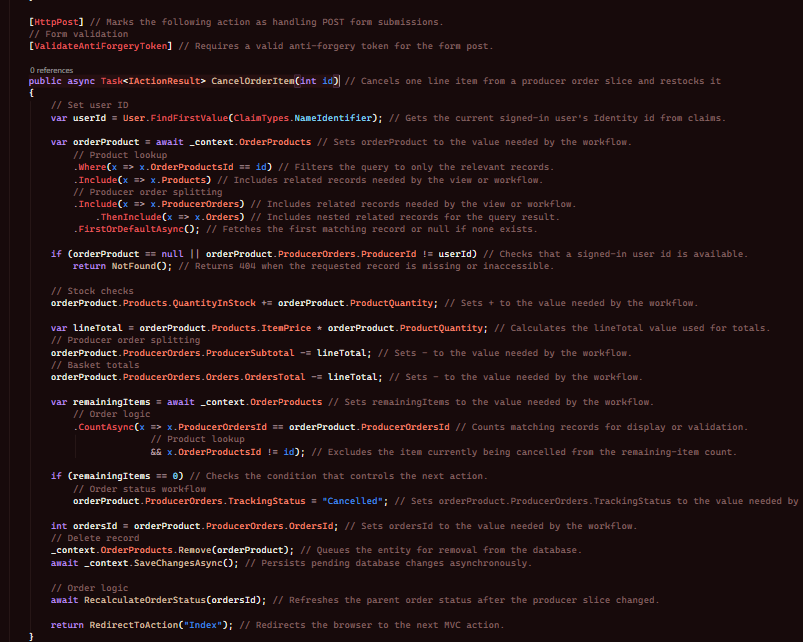 }
[HttpPost] // Marks the following action as handling POST form submissions.
// Form validation
[ValidateAntiForgeryToken] // Requires a valid anti-forgery token for the form post.
0 references
public async Task<IActionResult> CancelOrderItem(int id) // Cancels one line item from a producer order slice and restocks it
{
// Set user ID
var userId = User.FindFirstValue(ClaimTypes.NameIdentifier); // Gets the current signed-in user's Identity id from claims.
var orderProduct = await _context.OrderProducts // Sets orderProduct to the value needed by the workflow.
// Product lookup
.Where(x => x.OrderProductsId == id) // Filters the query to only the relevant records.
.Include(x => x.Products) // Includes related records needed by the view or workflow.
// Producer order splitting
.Include(x => x.ProducerOrders) // Includes related records needed by the view or workflow.
.ThenInclude(x => x.Orders) // Includes nested related records for the query result.
.FirstOrDefaultAsync(); // Fetches the first matching record or null if none exists.
if (orderProduct == null || orderProduct.ProducerOrders.ProducerId != userId) // Checks that a signed-in user id is available.
return NotFound(); // Returns 404 when the requested record is missing or inaccessible.
// Stock checks
orderProduct.Products.QuantityInStock += orderProduct.ProductQuantity; // Sets + to the value needed by the workflow.
var lineTotal = orderProduct.Products.ItemPrice * orderProduct.ProductQuantity; // Calculates the lineTotal value used for totals.
// Producer order splitting
orderProduct.ProducerOrders.ProducerSubtotal -= lineTotal; // Sets - to the value needed by the workflow.
// Basket totals
orderProduct.ProducerOrders.Orders.OrdersTotal -= lineTotal; // Sets - to the value needed by the workflow.
var remainingItems = await _context.OrderProducts // Sets remainingItems to the value needed by the workflow.
// Order logic
.CountAsync(x => x.ProducerOrdersId == orderProduct.ProducerOrdersId // Counts matching records for display or validation.
// Product lookup
&& x.OrderProductsId != id); // Excludes the item currently being cancelled from the remaining-item count.
if (remainingItems == 0) // Checks the condition that controls the next action.
// Order status workflow
orderProduct.ProducerOrders.TrackingStatus = "Cancelled"; // Sets orderProduct.ProducerOrders.TrackingStatus to the value needed by
int ordersId = orderProduct.ProducerOrders.OrdersId; // Sets ordersId to the value needed by the workflow.
// Delete record
_context.OrderProducts.Remove(orderProduct); // Queues the entity for removal from the database.
await _context.SaveChangesAsync(); // Persists pending database changes asynchronously.
// Order logic
await RecalculateOrderStatus(ordersId); // Refreshes the parent order status after the producer slice changed.
return RedirectToAction("Index"); // Redirects the browser to the next MVC action.
}